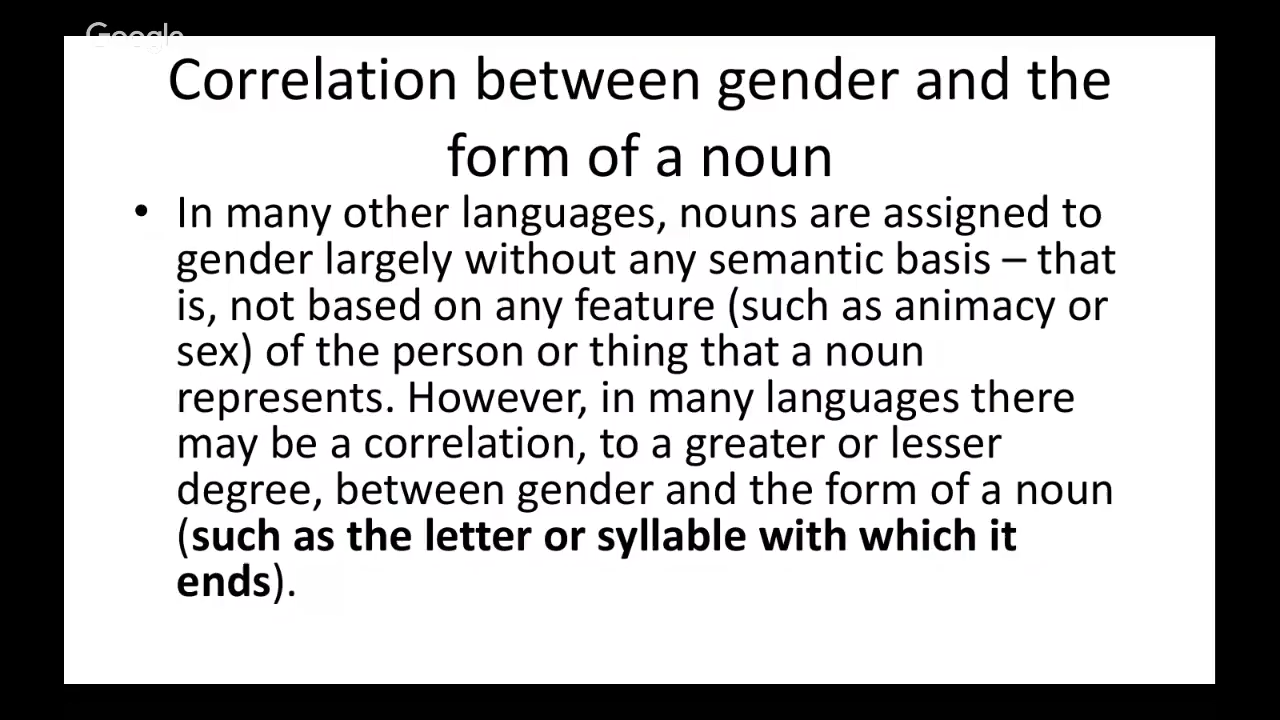 Google
Correlation between gender and the
form of a noun
• In many other languages, nouns are assigned to
gender largely without any semantic basis – that
is, not based on any feature (such as animacy or
sex) of the person or thing that a noun
represents. However, in many languages there
may be a correlation, to a greater or lesser
degree, between gender and the form of a noun
(such as the letter or syllable with which it
ends).